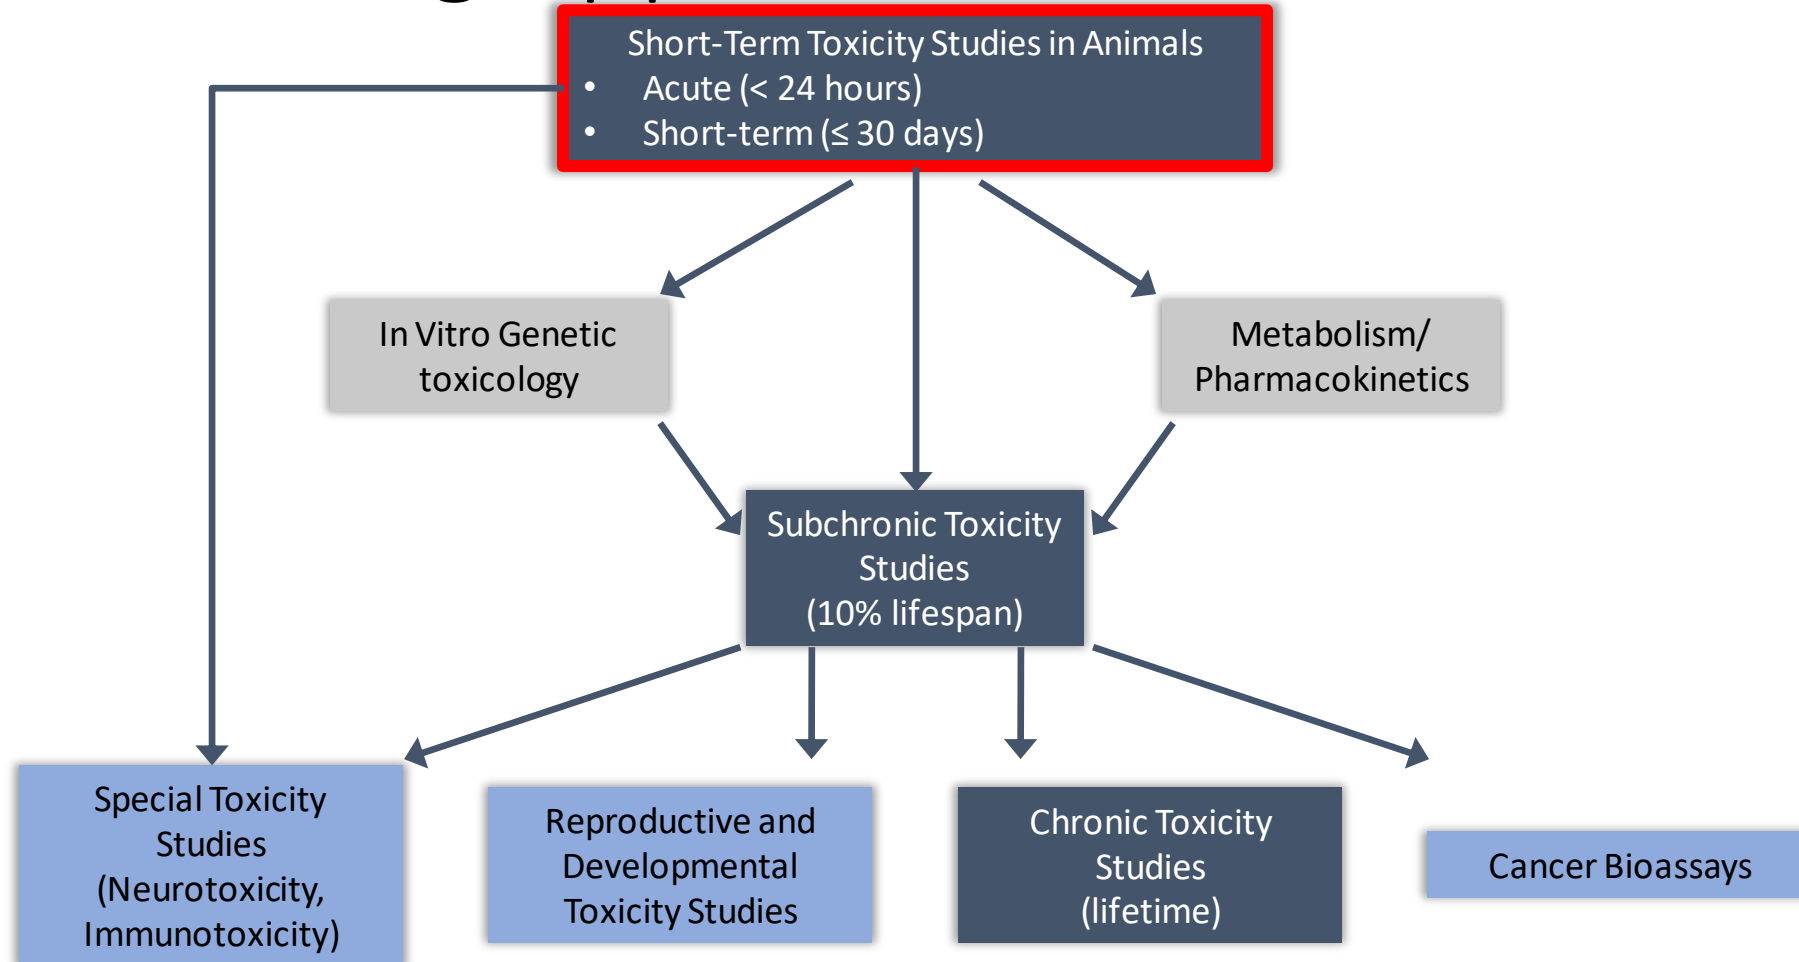 Short-Term Toxicity Studies in Animals
• Acute (< 24 hours)
• Short-term (≤ 30 days)
In Vitro Genetic
toxicology
Metabolism/
Pharmacokinetics
Subchronic Toxicity
Studies
(10% lifespan)
Special Toxicity
Studies
(Neurotoxicity,
Immunotoxicity)
Reproductive and
Developmental
Toxicity Studies
Chronic Toxicity
Studies
(lifetime)
Cancer Bioassays